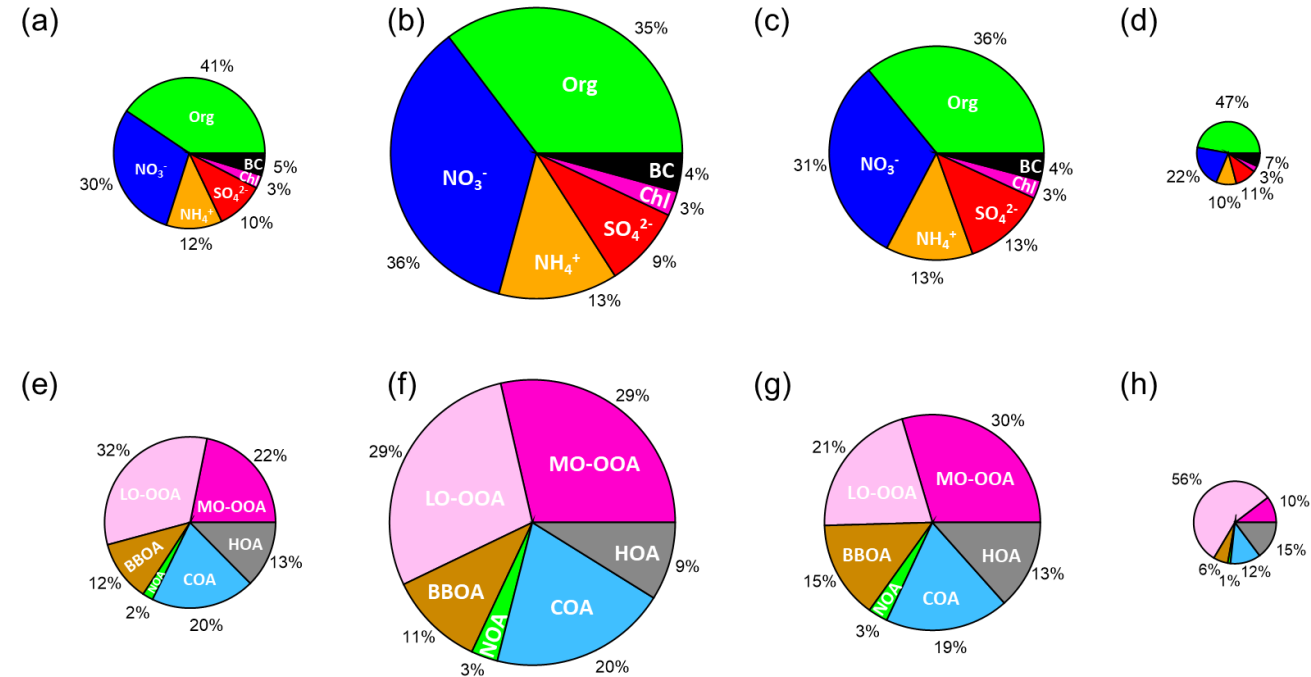 (a)
41%
Org
BC
5%
Chl
3%
NO₃⁻
SO₄²⁻
30%
NH₄⁺
10%
12%
(b)
35%
Org
NO₃⁻
BC
4%
Chl
3%
SO₄²⁻
9%
NH₄⁺
36%
13%
(c)
36%
Org
31%
NO₃⁻
BC
4%
Chl
3%
SO₄²⁻
13%
NH₄⁺
13%
(d)
47%
7%
3%
22%
11%
10%
(e)
32%
22%
LO-OOA
MO-OOA
HOA
13%
BBOA
12%
NOA
COA
2%
20%
(f)
29%
29%
MO-OOA
LO-OOA
HOA
9%
BBOA
COA
NOA
11%
3%
20%
(g)
30%
21%
MO-OOA
LO-OOA
BBOA
HOA
15%
13%
NOA
COA
3%
19%
(h)
56%
10%
15%
6%
12%
1%